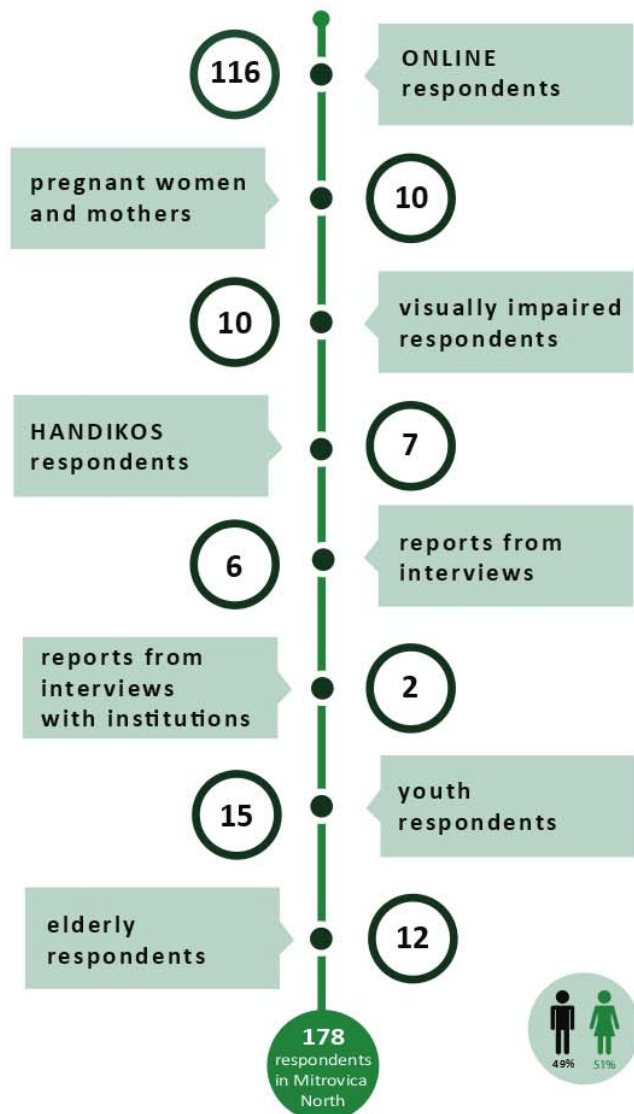 116
ONLINE
respondents
pregnant women
and mothers
10
10
visually impaired
respondents
HANDIKOS
respondents
7
6
reports from
interviews
reports from
interviews
with institutions
2
15
youth
respondents
elderly
respondents
12
178
respondents
in Mitrovica
North
49%
51%